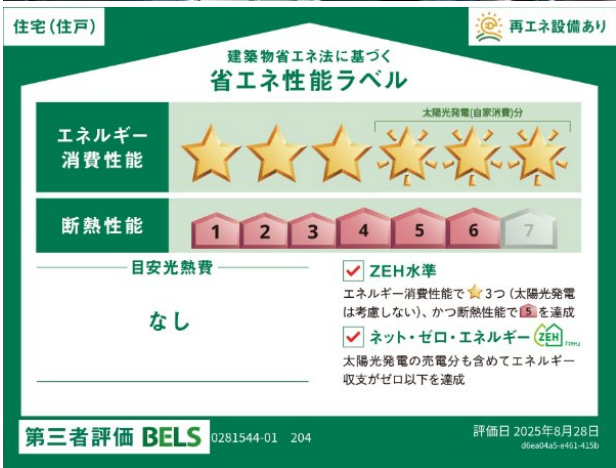 住宅(住戸)
再エネ設備あり
建築物省エネ法に基づく
省エネ性能ラベル
太陽光発電(自家消費)分
エネルギー
消費性能
断熱性能
1 2 3 4 5 6 7
目安光熱費
なし
ZEH水準
エネルギー消費性能で⭐3つ(太陽光発電
は考慮しない)、かつ断熱性能で5を達成
ネット・ゼロ・エネルギー ZEH
太陽光発電の売電分も含めてエネルギー
収支がゼロ以下を達成
第三者評価 BELS 0281544-01 204
評価日 2025年8月28日
d6ea04a5-e461-415b